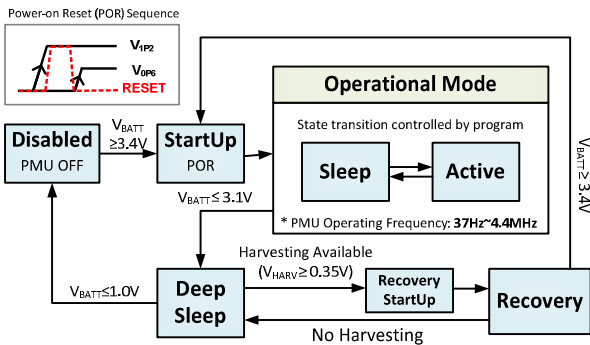 Power-on Reset (POR) Sequence
V1P2
V0P6
RESET
Disabled
PMU OFF
VBATT
≥3.4V
StartUp
POR
Operational Mode
State transition controlled by program
Sleep
Active
* PMU Operating Frequency: 37Hz~4.4MHz
VBATT≥ 3.4V
VBATT≤ 3.1V
Harvesting Available
(VHARV≥0.35V)
Deep
Sleep
Recovery
StartUp
Recovery
VBATT≤1.0V
No Harvesting